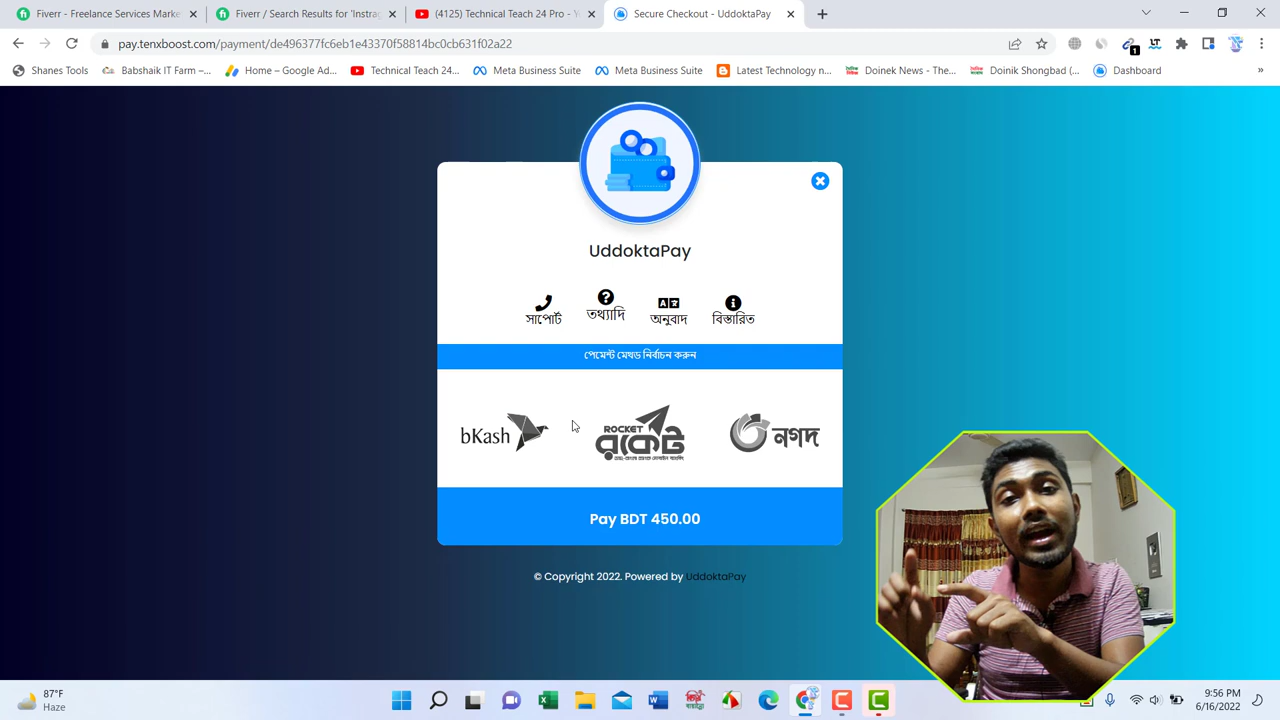 Fiverr - Freelance Services Marke
Fiverr / Search Results for 'Instrag
(4123) Technical Teach 24 Pro - Y
Secure Checkout - UddoktaPay
pay.tenxboost.com/payment/de496377fc6eb1e43370f58814bc0cb631f02a22
1
Shanes Tools
Babshaik IT Farm –...
Home – Google Ad...
Technical Teach 24...
Meta Business Suite
Meta Business Suite
Latest Technology n...
Doinek News - The...
Doinik Shongbad (...
Dashboard
»
UddoktaPay
সাপোর্ট
তথ্যাদি
অনুবাদ
বিস্তারিত
পেমেন্ট মেথড নির্বাচন করুন
bKash
ROCKET
রকেট
নগদ
Pay BDT 450.00
© Copyright 2022. Powered by UddoktaPay
87°F
Haze
9:56 PM
6/16/2022